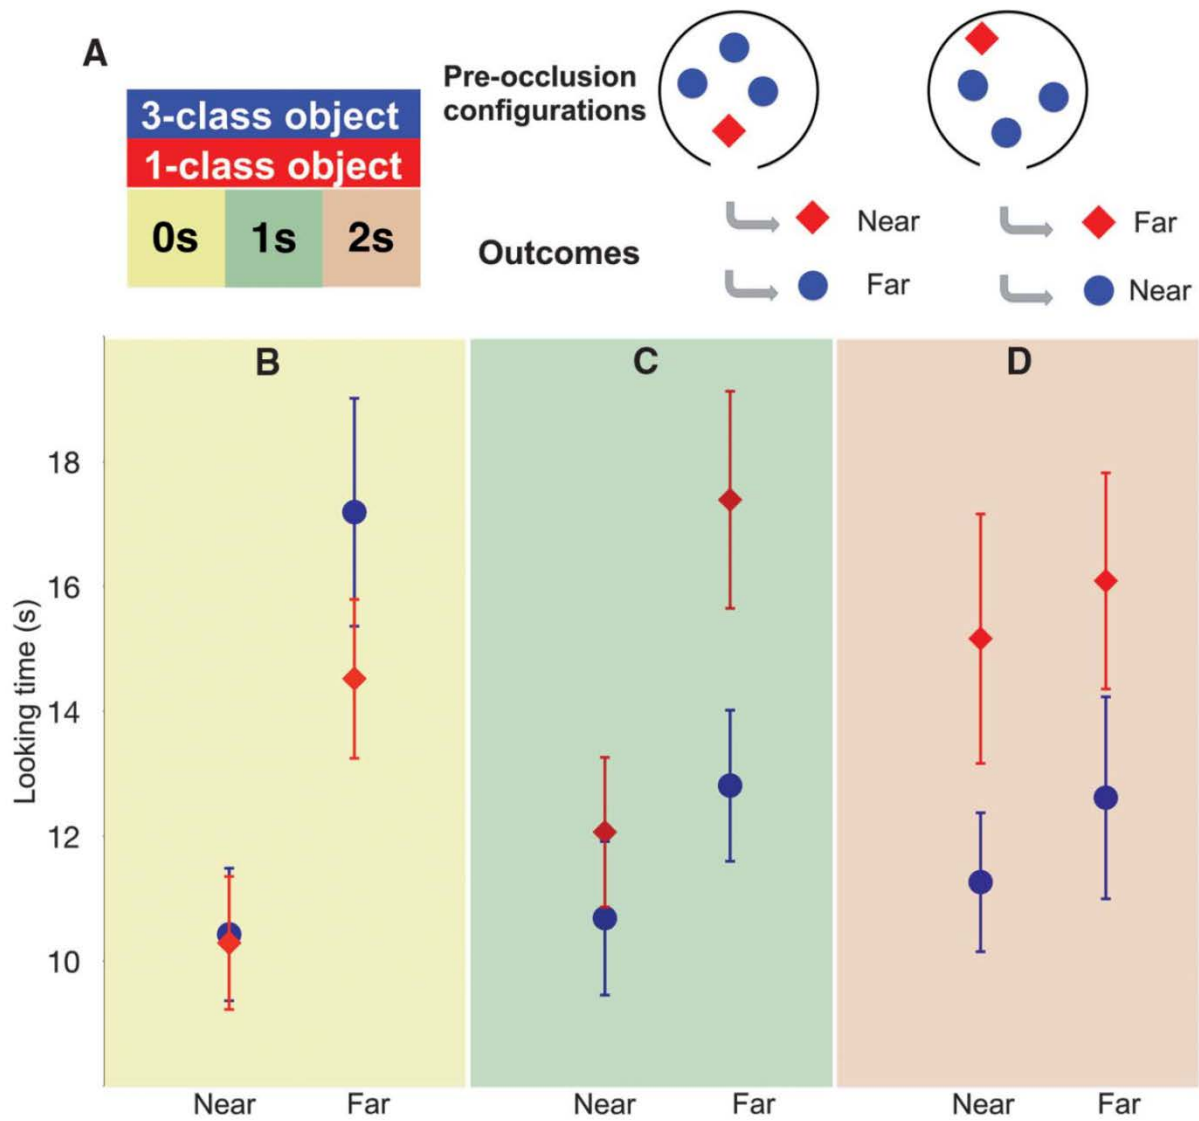 A
3-class object
1-class object
0s 1s 2s
Pre-occlusion
configurations
Outcomes
Near
Far
Far
Near
B
C
D
Looking time (s)
18
16
14
12
10
Near Far Near Far Near Far